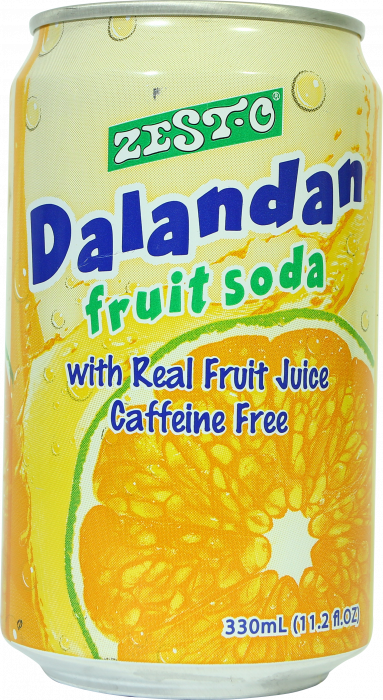 ZEST-O®
Dalandan
fruit soda
with Real Fruit Juice
Caffeine Free
330mL (11.2 fl.oz)